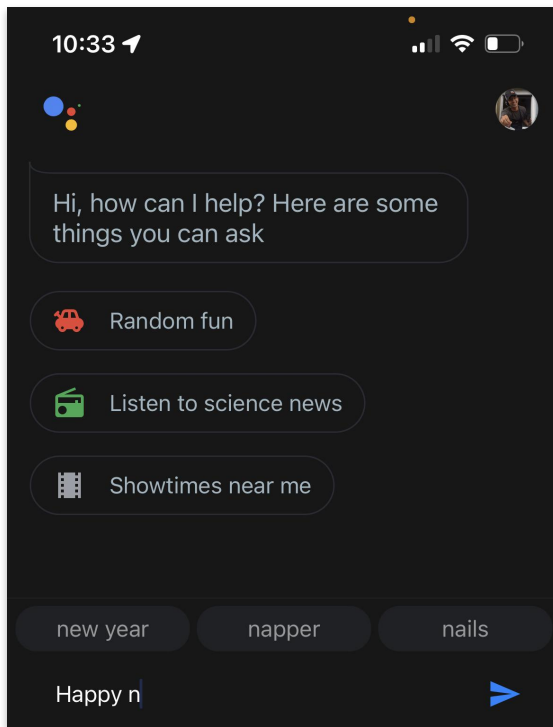 10:33
Hi, how can I help? Here are some
things you can ask
Random fun
Listen to science news
Showtimes near me
new year napper nails
Happy n